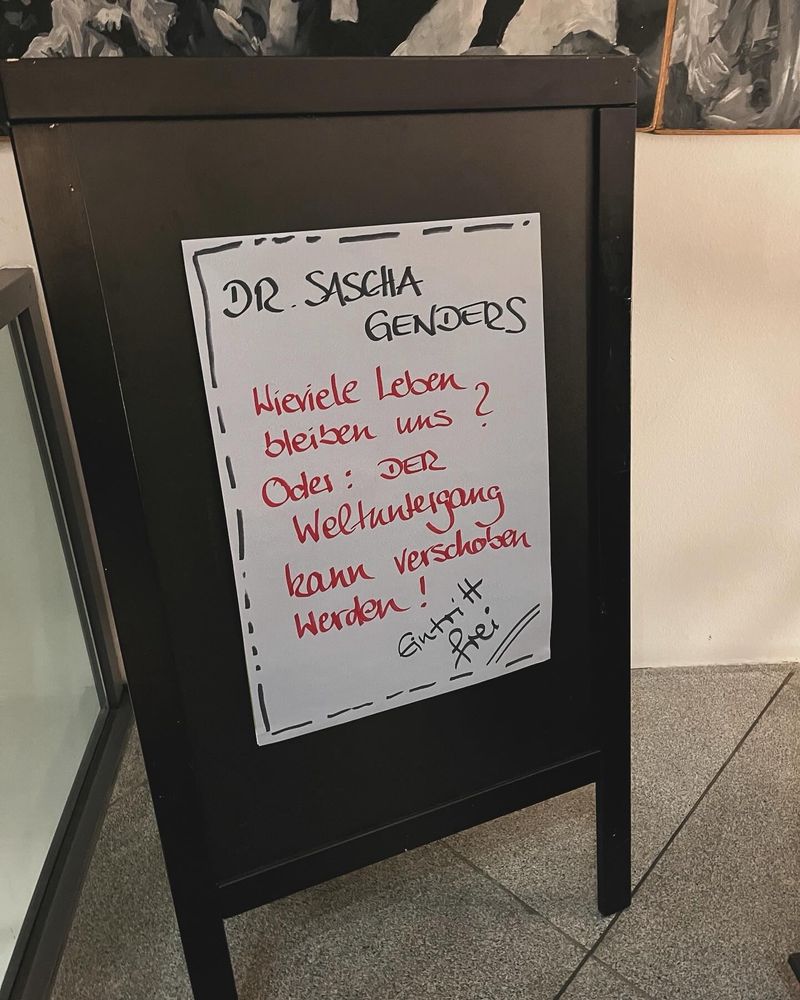 DR. SASCHA
GENDERS
Wieviele Leben
bleiben uns?
Oder: DER
Weltuntergang
kann verschoben
werden!
Eintritt
frei